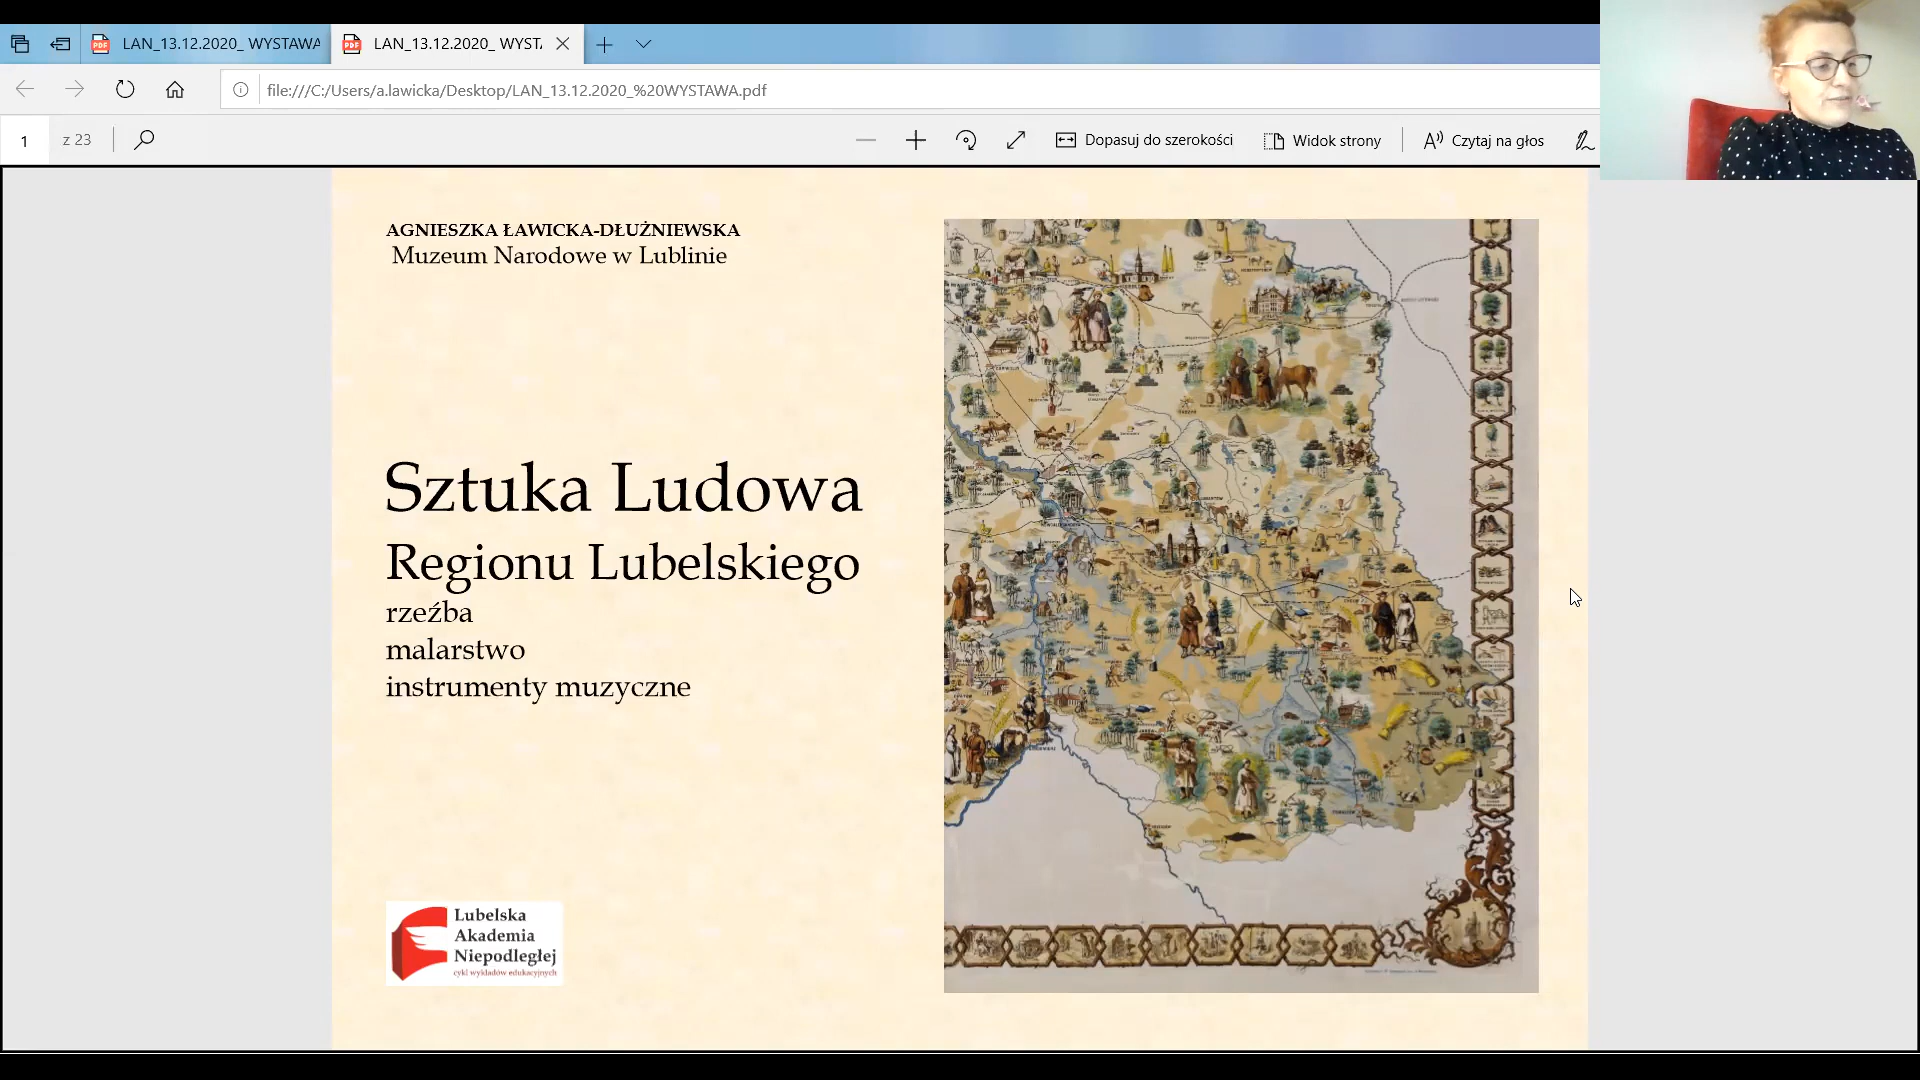 LAN_13.12.2020_ WYSTAWA
LAN_13.12.2020_ WYST
file:///C:/Users/a.lawicka/Desktop/LAN_13.12.2020_%20WYSTAWA.pdf
1 z 23
Dopasuj do szerokości
Widok strony
Czytaj na głos
AGNIESZKA ŁAWICKA-DŁUŻNIEWSKA
Muzeum Narodowe w Lublinie
Sztuka Ludowa
Regionu Lubelskiego
rzeźba
malarstwo
instrumenty muzyczne
Lubelska
Akademia
Niepodległej
cykl wykładów edukacyjnych